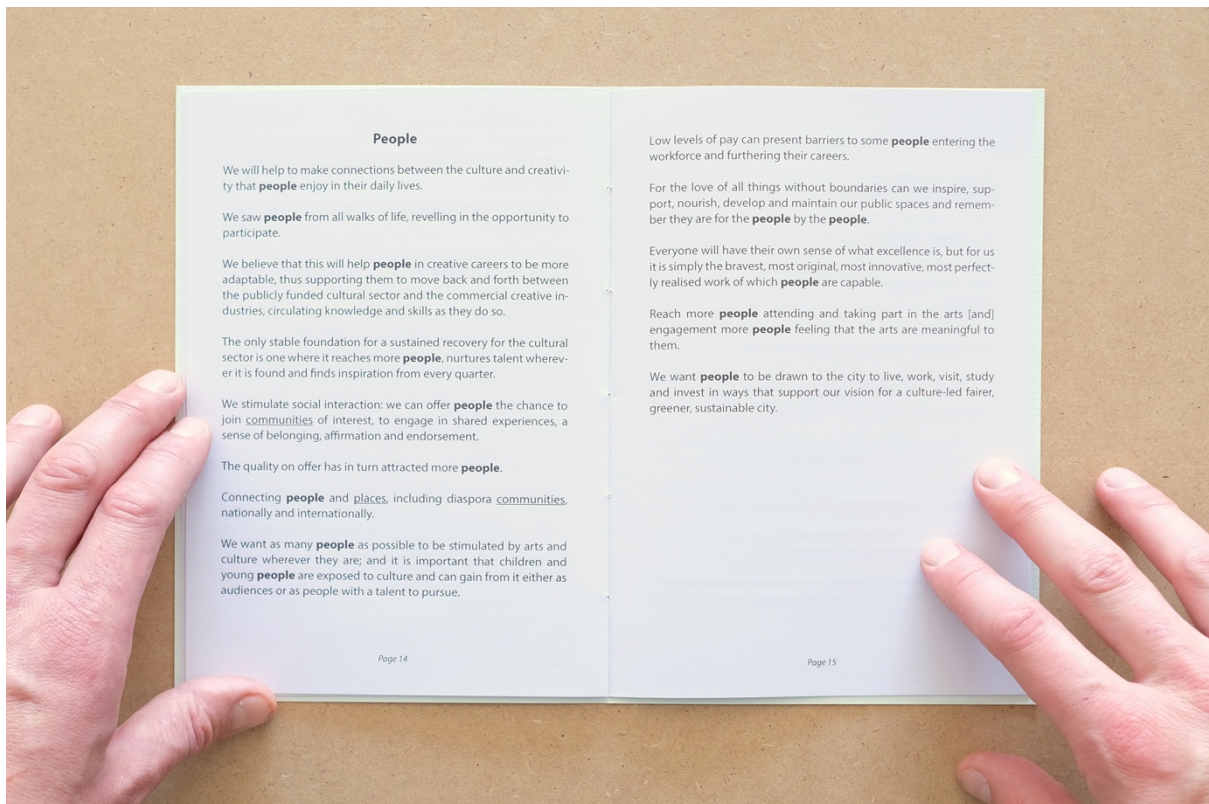 People
We will help to make connections between the culture and creativi-
ty that people enjoy in their daily lives.
We saw people from all walks of life, revelling in the opportunity to
participate.
We believe that this will help people in creative careers to be more
adaptable, thus supporting them to move back and forth between
the publicly funded cultural sector and the commercial creative in-
dustries, circulating knowledge and skills as they do so.
The only stable foundation for a sustained recovery for the cultural
sector is one where it reaches more people, nurtures talent wherev-
er it is found and finds inspiration from every quarter.
We stimulate social interaction: we can offer people the chance to
join communities of interest, to engage in shared experiences, a
sense of belonging, affirmation and endorsement.
The quality on offer has in turn attracted more people.
Connecting people and places, including diaspora communities,
nationally and internationally.
We want as many people as possible to be stimulated by arts and
culture wherever they are; and it is important that children and
young people are exposed to culture and can gain from it either as
audiences or as people with a talent to pursue.
Page 14
Low levels of pay can present barriers to some people entering the
workforce and furthering their careers.
For the love of all things without boundaries can we inspire, sup-
port, nourish, develop and maintain our public spaces and remem-
ber they are for the people by the people.
Everyone will have their own sense of what excellence is, but for us
it is simply the bravest, most original, most innovative, most perfect-
ly realised work of which people are capable.
Reach more people attending and taking part in the arts [and]
engagement more people feeling that the arts are meaningful to
them.
We want people to be drawn to the city to live, work, visit, study
and invest in ways that support our vision for a culture-led fairer,
greener, sustainable city.
Page 15